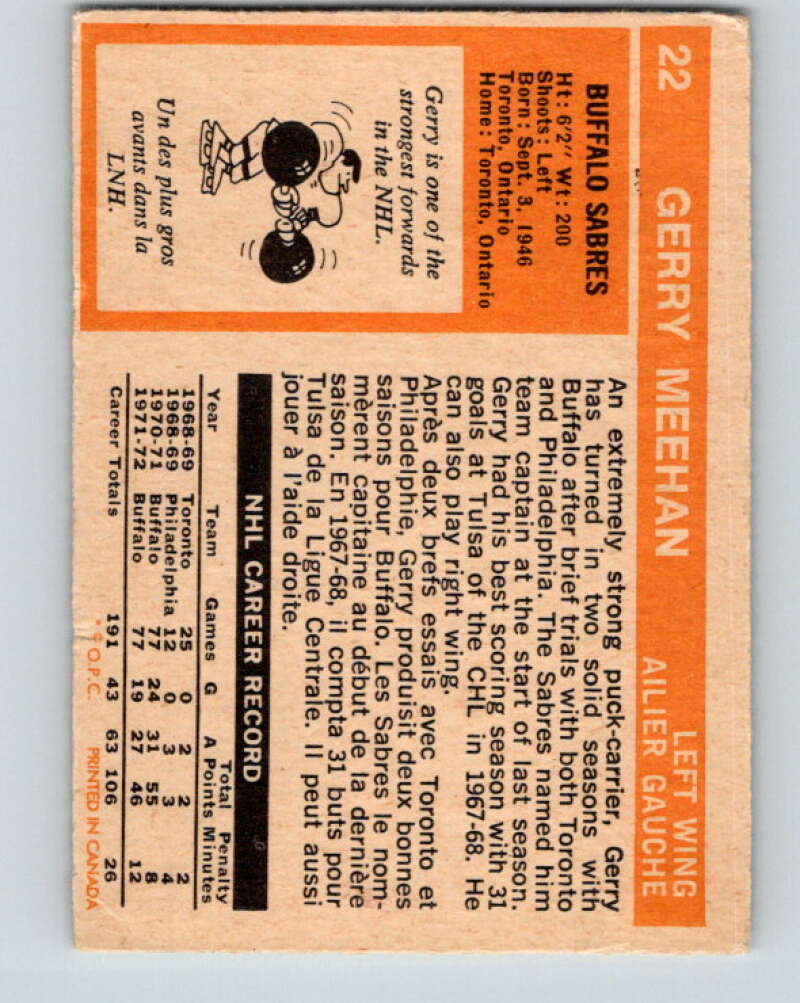 22 GERRY MEEHAN
LEFT WING
AILIER GAUCHE
BUFFALO SABRES
Ht: 6'2" Wt: 200
Shoots: Left
Born: Sept. 3, 1946
Toronto, Ontario
Home: Toronto, Ontario
Gerry is one of the
strongest forwards
in the NHL.
Un des plus gros
avants dans la
LNH.
An extremely strong puck-carrier, Gerry
has turned in two solid seasons with
Buffalo after brief trials with both Toronto
and Philadelphia. The Sabres named him
team captain at the start of last season.
Gerry had his best scoring season with 31
goals at Tulsa of the CHL in 1967-68. He
can also play right wing.
Après deux brefs essais avec Toronto et
Philadelphie, Gerry produisit deux bonnes
saisons pour Buffalo. Les Sabres le nom-
mèrent capitaine au début de la dernière
saison. En 1967-68, il compta 31 buts pour
Tulsa de la Ligue Centrale. Il peut aussi
jouer à l'aide droite.
NHL CAREER RECORD
Total Penalty
Year Team Games G A Points Minutes
1968-69 Toronto 25 0 2 2 2
1968-69 Philadelphia 12 0 3 3 4
1970-71 Buffalo 77 24 31 55 8
1971-72 Buffalo 77 19 27 46 12
Career Totals 191 43 63 106 26
* © O.P.C. PRINTED IN CANADA